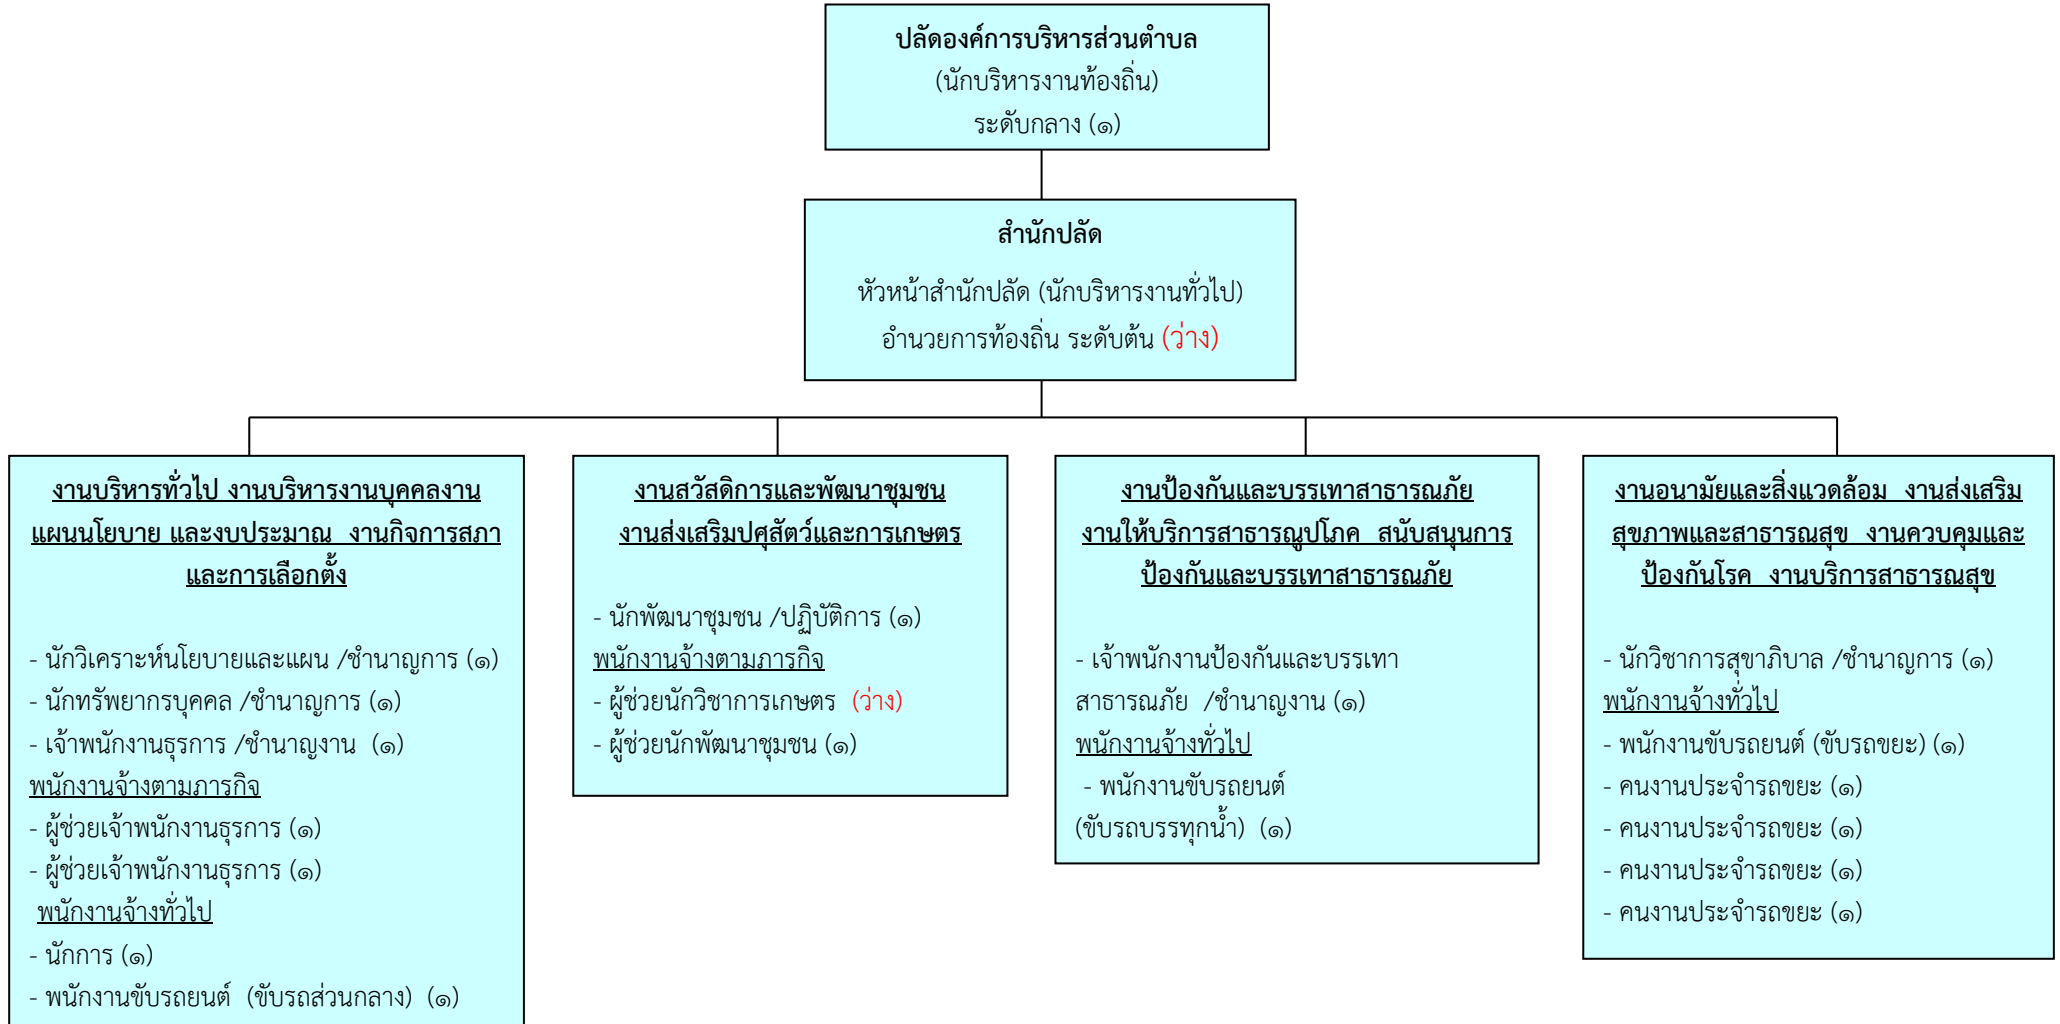 ปลัดองค์การบริหารส่วนตำบล
(นักบริหารงานท้องถิ่น)
ระดับกลาง (๑)
สำนักปลัด
หัวหน้าสำนักปลัด (นักบริหารงานทั่วไป)
อำนวยการท้องถิ่น ระดับต้น (ว่าง)
งานบริหารทั่วไป งานบริหารงานบุคคลงาน
แผนนโยบาย และงบประมาณ งานกิจการสภา
และการเลือกตั้ง
- นักวิเคราะห์นโยบายและแผน /ชำนาญการ (๑)
- นักทรัพยากรบุคคล /ชำนาญการ (๑)
- เจ้าพนักงานธุรการ /ชำนาญงาน (๑)
พนักงานจ้างตามภารกิจ
- ผู้ช่วยเจ้าพนักงานธุรการ (๑)
- ผู้ช่วยเจ้าพนักงานธุรการ (๑)
พนักงานจ้างทั่วไป
- นักการ (๑)
- พนักงานขับรถยนต์ (ขับรถส่วนกลาง) (๑)
งานสวัสดิการและพัฒนาชุมชน
งานส่งเสริมปศุสัตว์และการเกษตร
- นักพัฒนาชุมชน /ปฏิบัติการ (๑)
พนักงานจ้างตามภารกิจ
- ผู้ช่วยนักวิชาการเกษตร (ว่าง)
- ผู้ช่วยนักพัฒนาชุมชน (๑)
งานป้องกันและบรรเทาสาธารณภัย
งานให้บริการสาธารณูปโภค สนับสนุนการ
ป้องกันและบรรเทาสาธารณภัย
- เจ้าพนักงานป้องกันและบรรเทา
สาธารณภัย /ชำนาญงาน (๑)
พนักงานจ้างทั่วไป
- พนักงานขับรถยนต์
(ขับรถบรรทุกน้ำ) (๑)
งานอนามัยและสิ่งแวดล้อม งานส่งเสริม
สุขภาพและสาธารณสุข งานควบคุมและ
ป้องกันโรค งานบริการสาธารณสุข
- นักวิชาการสุขาภิบาล /ชำนาญการ (๑)
พนักงานจ้างทั่วไป
- พนักงานขับรถยนต์ (ขับรถขยะ) (๑)
- คนงานประจำรถขยะ (๑)
- คนงานประจำรถขยะ (๑)
- คนงานประจำรถขยะ (๑)
- คนงานประจำรถขยะ (๑)